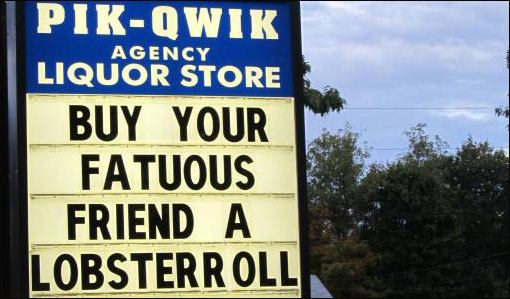 PIK-QWIK
AGENCY
LIQUOR STORE
BUY YOUR
FATUOUS
FRIEND A
LOBSTERROLL